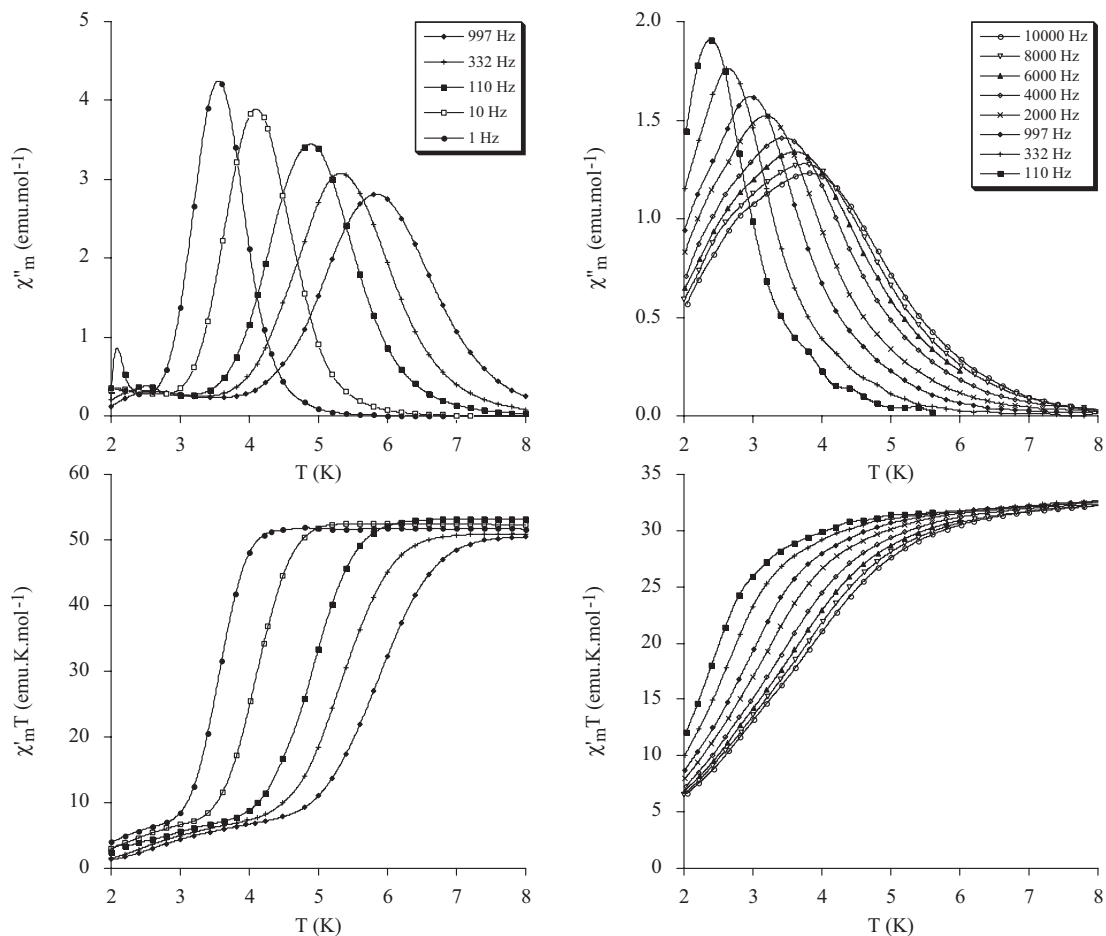 5
4
3
2
1
0
χ''m (emu.mol-1)
2 3 4 5 6 7 8
T (K)
997 Hz
332 Hz
110 Hz
10 Hz
1 Hz
2.0
1.5
1.0
0.5
0.0
χ''m (emu.mol-1)
2 3 4 5 6 7 8
T (K)
10000 Hz
8000 Hz
6000 Hz
4000 Hz
2000 Hz
997 Hz
332 Hz
110 Hz
60
50
40
30
20
10
0
χ'mT (emu.K.mol-1)
2 3 4 5 6 7 8
T (K)
35
30
25
20
15
10
5
0
χ'mT (emu.K.mol-1)
2 3 4 5 6 7 8
T (K)